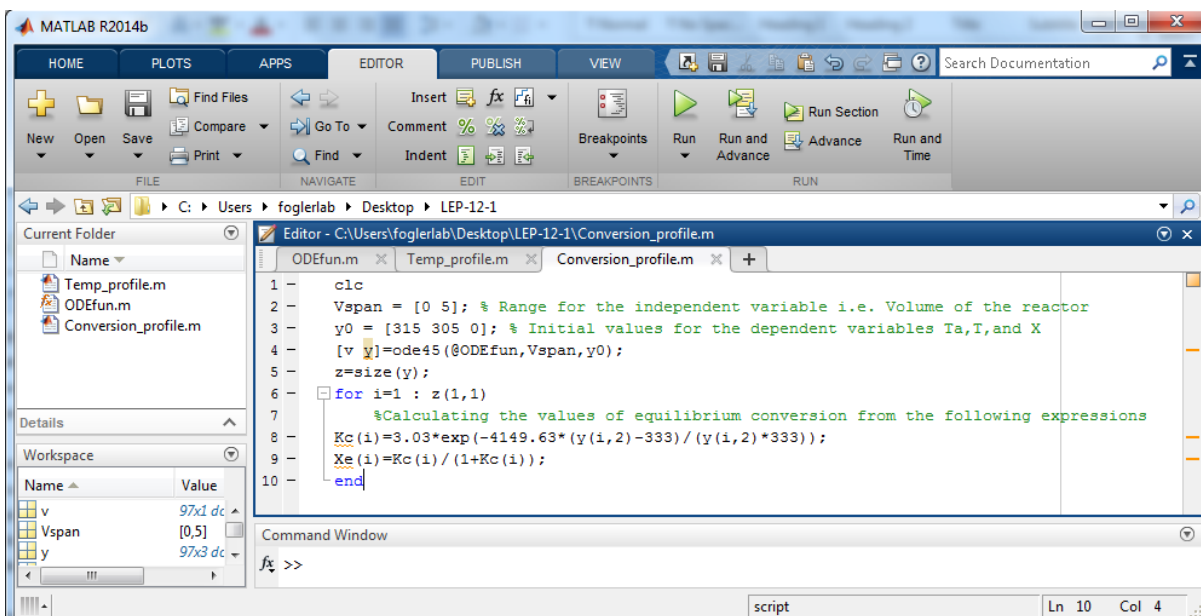 MATLAB R2014b
HOME PLOTS APPS EDITOR PUBLISH VIEW Search Documentation
New Open Save Find Files Compare Print
Go To Find
Insert fx Comment Indent
Breakpoints
Run Run and Advance Run Section Advance Run and Time
FILE NAVIGATE EDIT BREAKPOINTS RUN
C: Users foglerlab Desktop LEP-12-1
Current Folder
Name
Temp_profile.m
ODEfun.m
Conversion_profile.m
Details
Workspace
Name Value
v 97x1 dc
Vspan [0,5]
y 97x3 dc
Editor - C:\Users\foglerlab\Desktop\LEP-12-1\Conversion_profile.m
ODEfun.m Temp_profile.m Conversion_profile.m +
1 - clc
2 - Vspan = [0 5]; % Range for the independent variable i.e. Volume of the reactor
3 - y0 = [315 305 0]; % Initial values for the dependent variables Ta,T,and X
4 - [v y]=ode45(@ODEfun,Vspan,y0);
5 - z=size(y);
6 - for i=1 : z(1,1)
7 %Calculating the values of equilibrium conversion from the following expressions
8 - Kc(i)=3.03*exp(-4149.63*(y(i,2)-333)/(y(i,2)*333));
9 - Xe(i)=Kc(i)/(1+Kc(i));
10 - end
Command Window
fx >>
script Ln 10 Col 4